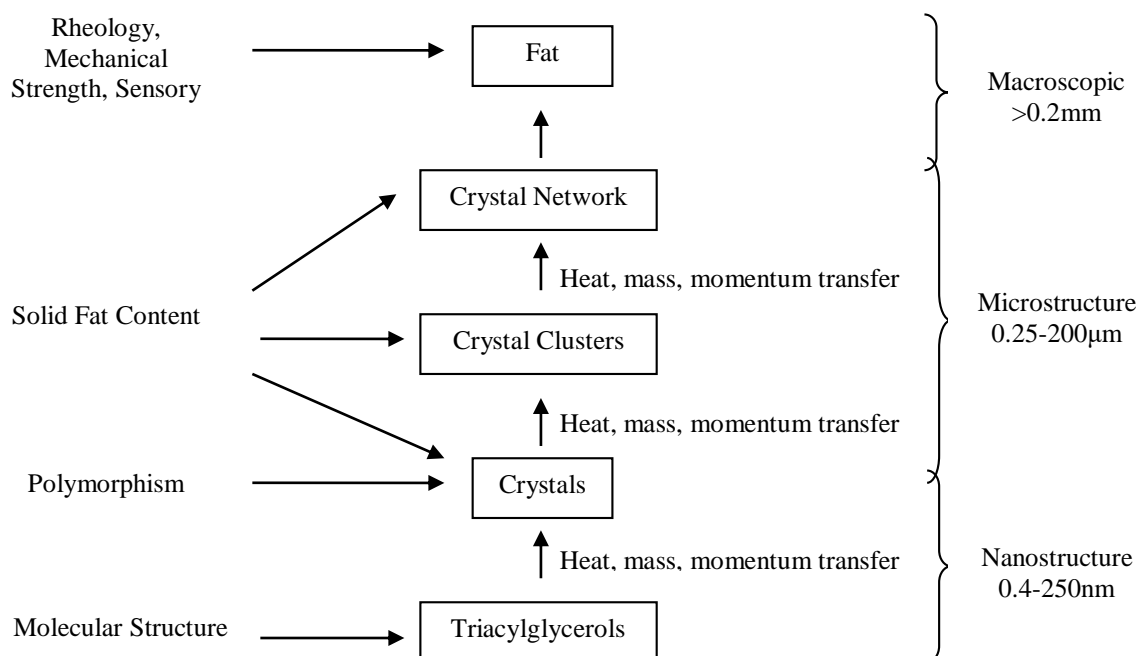 Rheology,
Mechanical
Strength, Sensory
Fat
Macroscopic
>0.2mm
Crystal Network
Heat, mass, momentum transfer
Solid Fat Content
Crystal Clusters
Microstructure
0.25-200μm
Heat, mass, momentum transfer
Polymorphism
Crystals
Heat, mass, momentum transfer
Nanostructure
0.4-250nm
Molecular Structure
Triacylglycerols